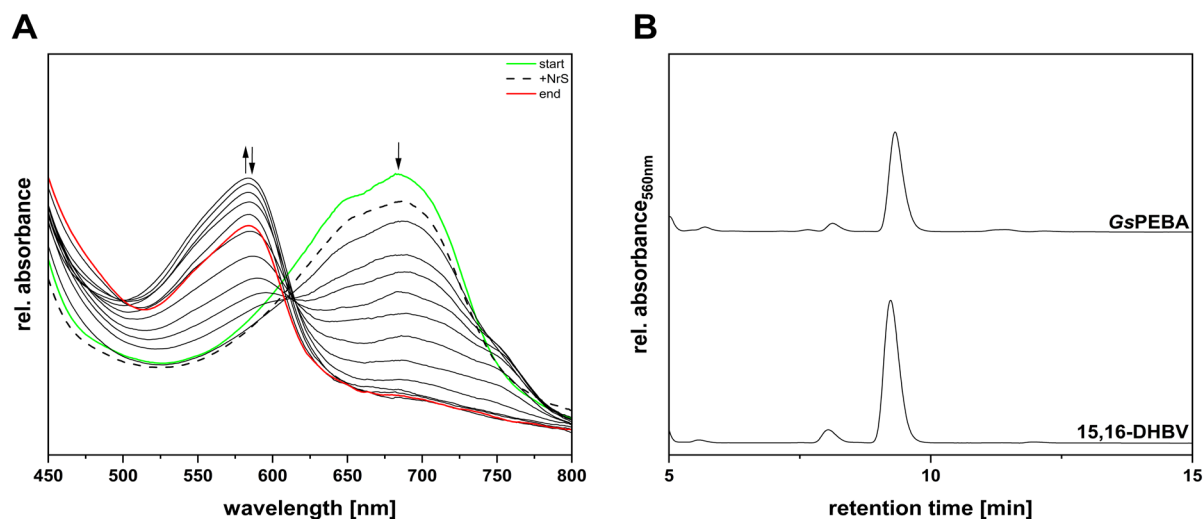 A
B
start
+NrS
end
rel. absorbance
450 500 550 600 650 700 750 800
wavelength [nm]
rel. absorbance560nm
GsPEBA
15,16-DHBV
5 10 15
retention time [min]